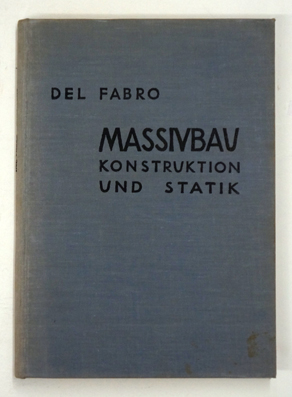 DEL FABRO
MASSIVBAU
KONSTRUKTION
UND STATIK